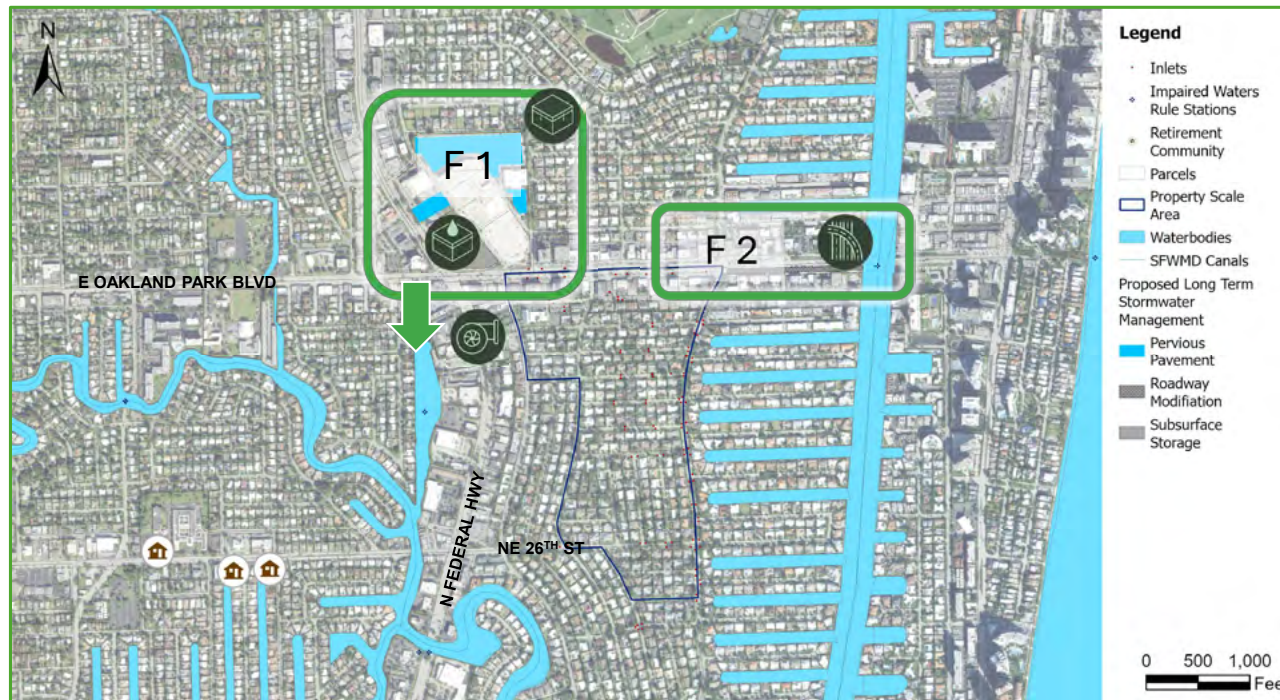 N
F 1
F 2
E OAKLAND PARK BLVD
N FEDERAL HWY
NE 26TH ST
Legend
Inlets
Impaired Waters
Rule Stations
Retirement
Community
Parcels
Property Scale
Area
Waterbodies
SFWMD Canals
Proposed Long Term
Stormwater
Management
Pervious
Pavement
Roadway
Modifiation
Subsurface
Storage
0 500 1,000
Fee